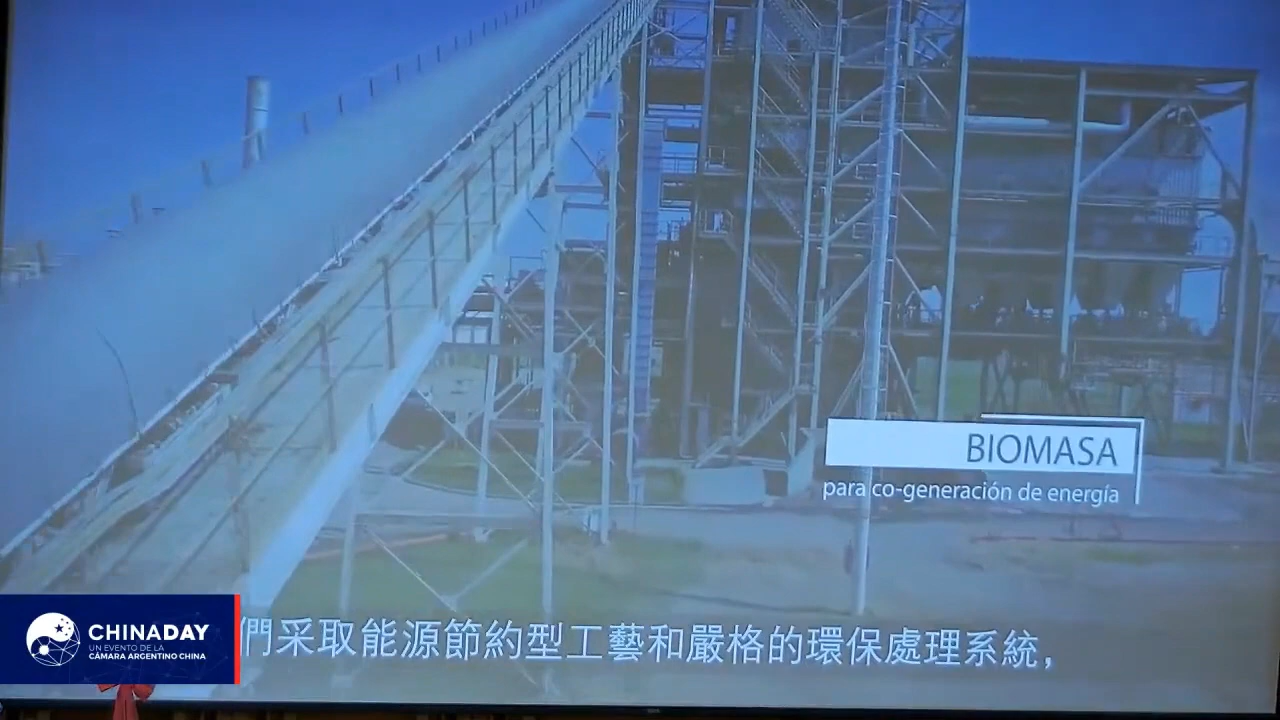 BIOMASA
para co-generación de energía
們采取能源節約型工藝和嚴格的環保處理系統，
CHINADAY
UN EVENTO DE LA
CÁMARA ARGENTINO CHINA